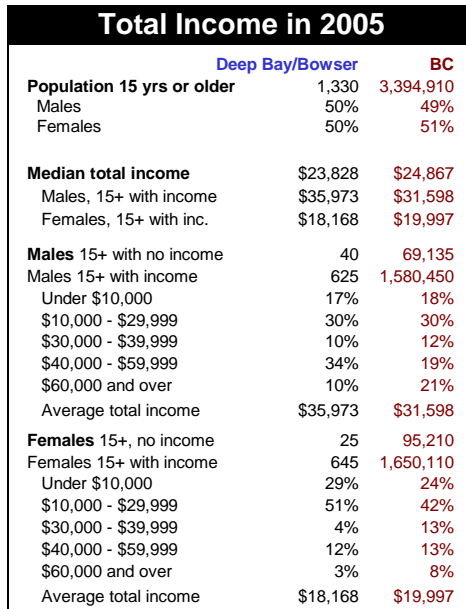 Total Income in 2005
Deep Bay/Bowser BC
Population 15 yrs or older 1,330 3,394,910
Males 50% 49%
Females 50% 51%
Median total income $23,828 $24,867
Males, 15+ with income $35,973 $31,598
Females, 15+ with inc. $18,168 $19,997
Males 15+ with no income 40 69,135
Males 15+ with income 625 1,580,450
Under $10,000 17% 18%
$10,000 - $29,999 30% 30%
$30,000 - $39,999 10% 12%
$40,000 - $59,999 34% 19%
$60,000 and over 10% 21%
Average total income $35,973 $31,598
Females 15+, no income 25 95,210
Females 15+ with income 645 1,650,110
Under $10,000 29% 24%
$10,000 - $29,999 51% 42%
$30,000 - $39,999 4% 13%
$40,000 - $59,999 12% 13%
$60,000 and over 3% 8%
Average total income $18,168 $19,997